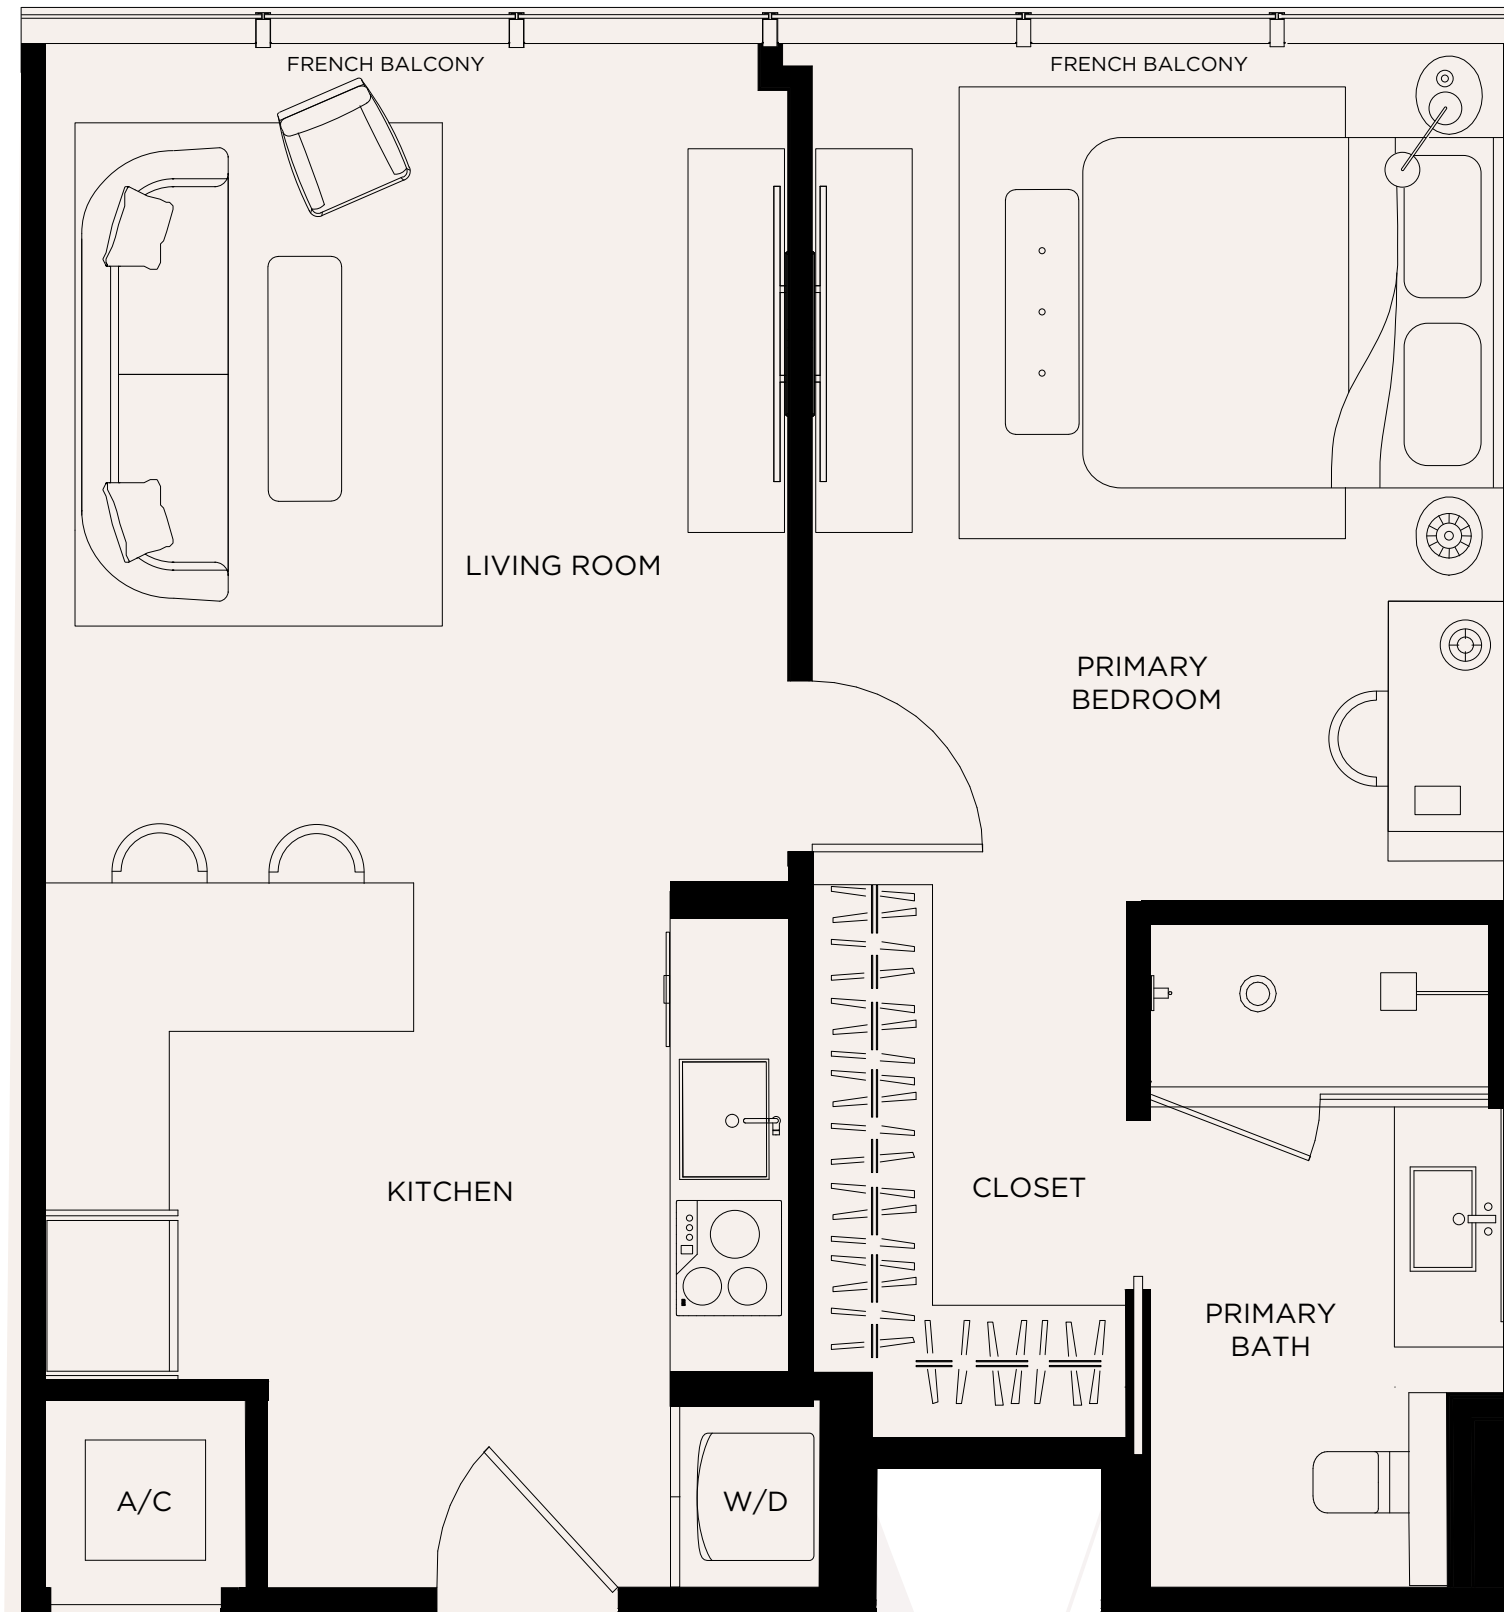 FRENCH BALCONY
FRENCH BALCONY
LIVING ROOM
PRIMARY
BEDROOM
KITCHEN
CLOSET
PRIMARY
BATH
A/C
W/D